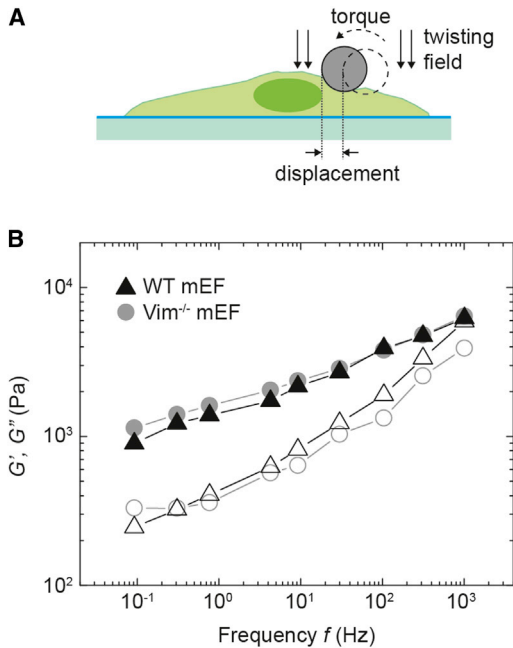 A
torque
twisting
field
displacement
B
WT mEF
Vim-/- mEF
10⁴
10³
10²
G', G" (Pa)
10⁻¹ 10⁰ 10¹ 10² 10³
Frequency f (Hz)